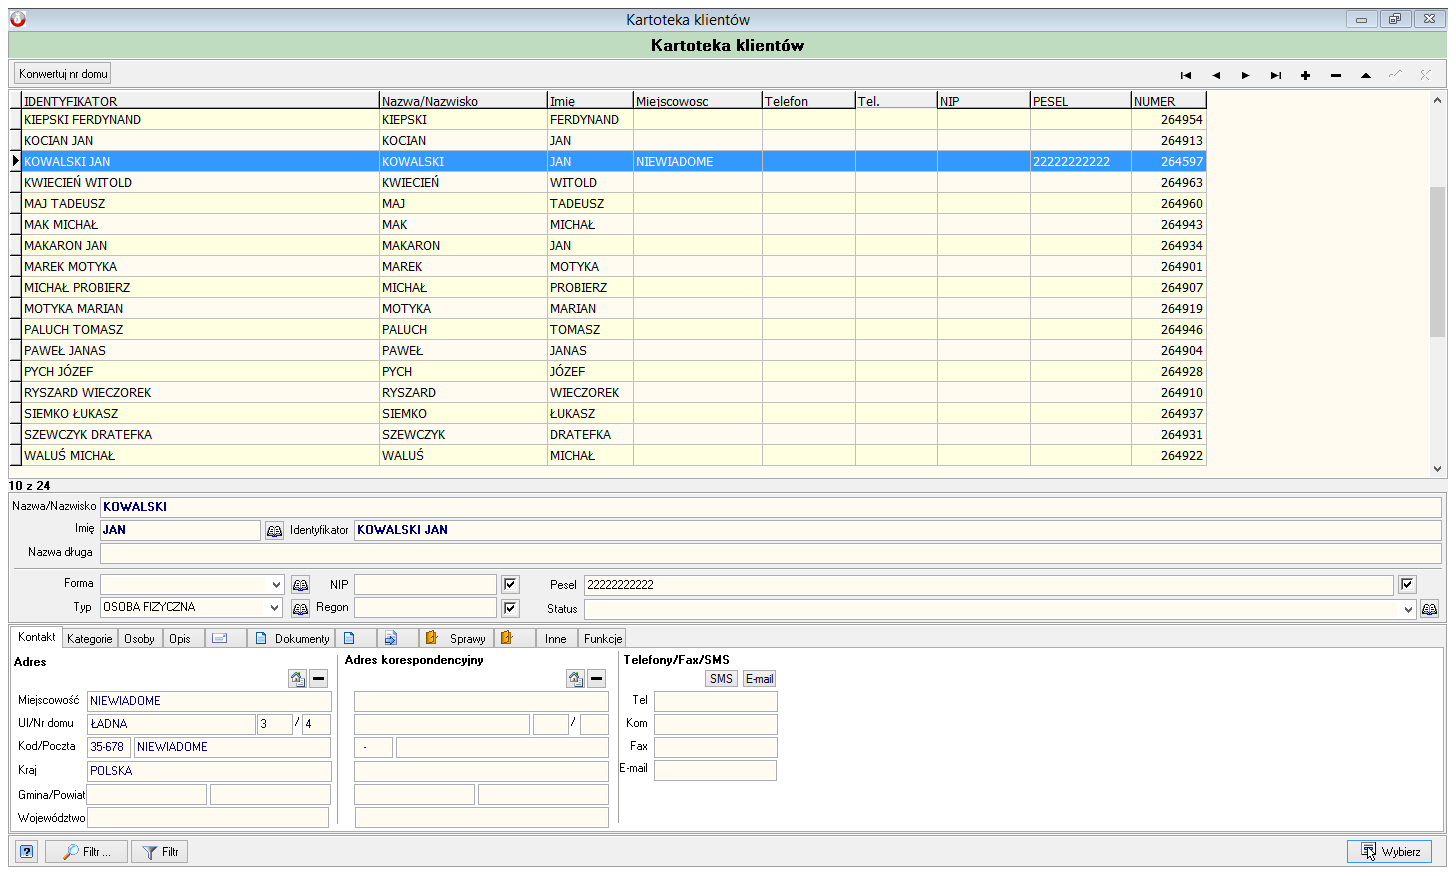 Kartoteka klientów
Kartoteka klientów
Konwertuj nr domu
IDENTYFIKATOR Nazwa/Nazwisko Imię Miejscowosc Telefon Tel. NIP PESEL NUMER
KIEPSKI FERDYNAND KIEPSKI FERDYNAND 264954
KOCIAN JAN KOCIAN JAN 264913
KOWALSKI JAN KOWALSKI JAN NIEWIADOME 22222222222 264597
KWIECIEŃ WITOLD KWIECIEŃ WITOLD 264963
MAJ TADEUSZ MAJ TADEUSZ 264960
MAK MICHAŁ MAK MICHAŁ 264943
MAKARON JAN MAKARON JAN 264934
MAREK MOTYKA MAREK MOTYKA 264901
MICHAŁ PROBIERZ MICHAŁ PROBIERZ 264907
MOTYKA MARIAN MOTYKA MARIAN 264919
PALUCH TOMASZ PALUCH TOMASZ 264946
PAWEŁ JANAS PAWEŁ JANAS 264904
PYCH JÓZEF PYCH JÓZEF 264928
RYSZARD WIECZOREK RYSZARD WIECZOREK 264910
SIEMKO ŁUKASZ SIEMKO ŁUKASZ 264937
SZEWCZYK DRATEFKA SZEWCZYK DRATEFKA 264931
WALUŚ MICHAŁ WALUŚ MICHAŁ 264922
10 z 24
Nazwa/Nazwisko KOWALSKI
Imię JAN Identyfikator KOWALSKI JAN
Nazwa długa
Forma NIP Pesel 22222222222
Typ OSOBA FIZYCZNA Regon Status
Kontakt Kategorie Osoby Opis Dokumenty Sprawy Inne Funkcje
Adres Adres korespondencyjny Telefony/Fax/SMS
SMS E-mail
Miejscowość NIEWIADOME Tel
Ul/Nr domu ŁADNA 3 / 4 / Kom
Kod/Poczta 35-678 NIEWIADOME - Fax
Kraj POLSKA E-mail
Gmina/Powiat
Województwo
? Filtr ... Filtr Wybierz